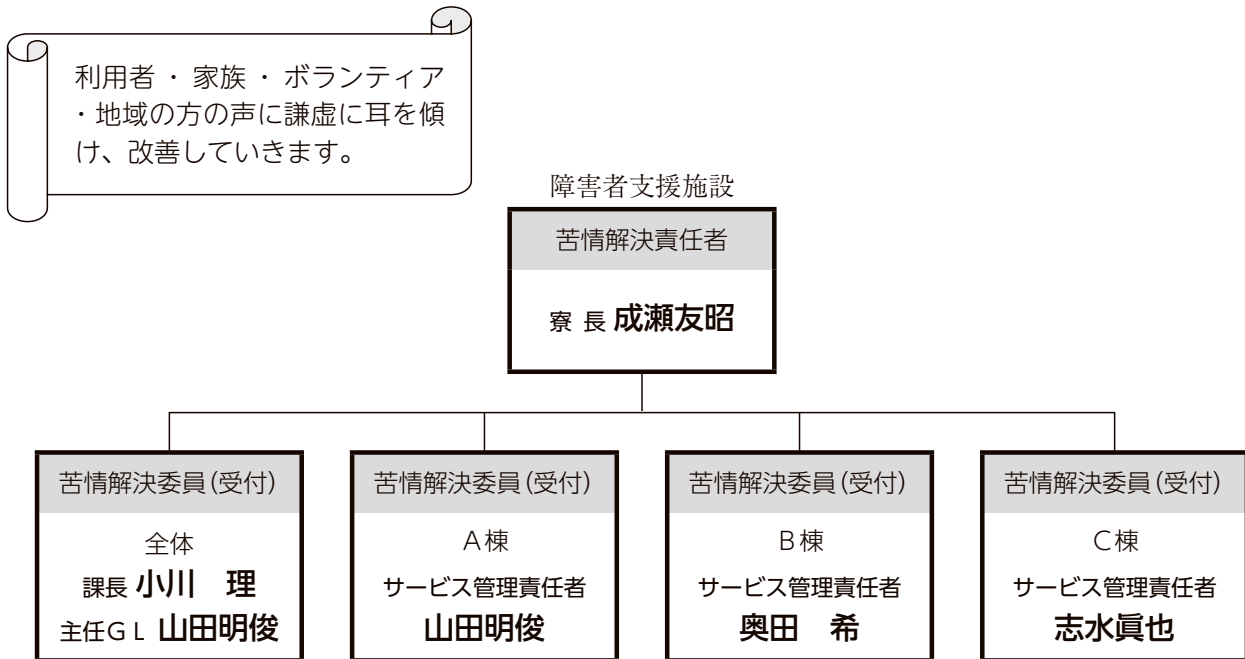 利用者 ・ 家族 ・ ボランティア
・地域の方の声に謙虚に耳を傾
け、改善していきます。
障害者支援施設
苦情解決責任者
寮 長 成瀬友昭
苦情解決委員(受付)
全体
課長 小川　理
主任ＧＬ 山田明俊
苦情解決委員(受付)
Ａ棟
サービス管理責任者
山田明俊
苦情解決委員(受付)
Ｂ棟
サービス管理責任者
奥田　希
苦情解決委員(受付)
Ｃ棟
サービス管理責任者
志水眞也